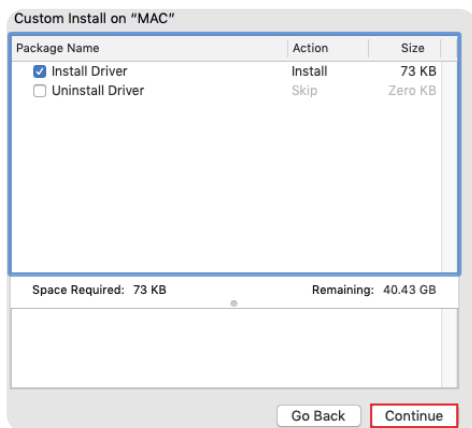 Custom Install on “MAC”
Package Name Action Size
Install Driver Install 73 KB
Uninstall Driver Skip Zero KB
Space Required: 73 KB Remaining: 40.43 GB
Go Back Continue